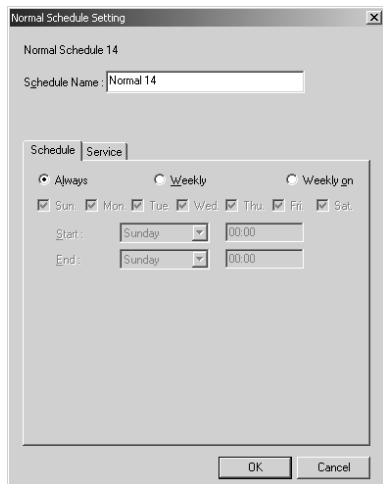 Normal Schedule Setting
Normal Schedule 14
Schedule Name : Normal 14
Schedule Service
Always Weekly Weekly on
Sun. Mon. Tue. Wed. Thu. Fri. Sat.
Start : Sunday 00:00
End : Sunday 00:00
OK Cancel